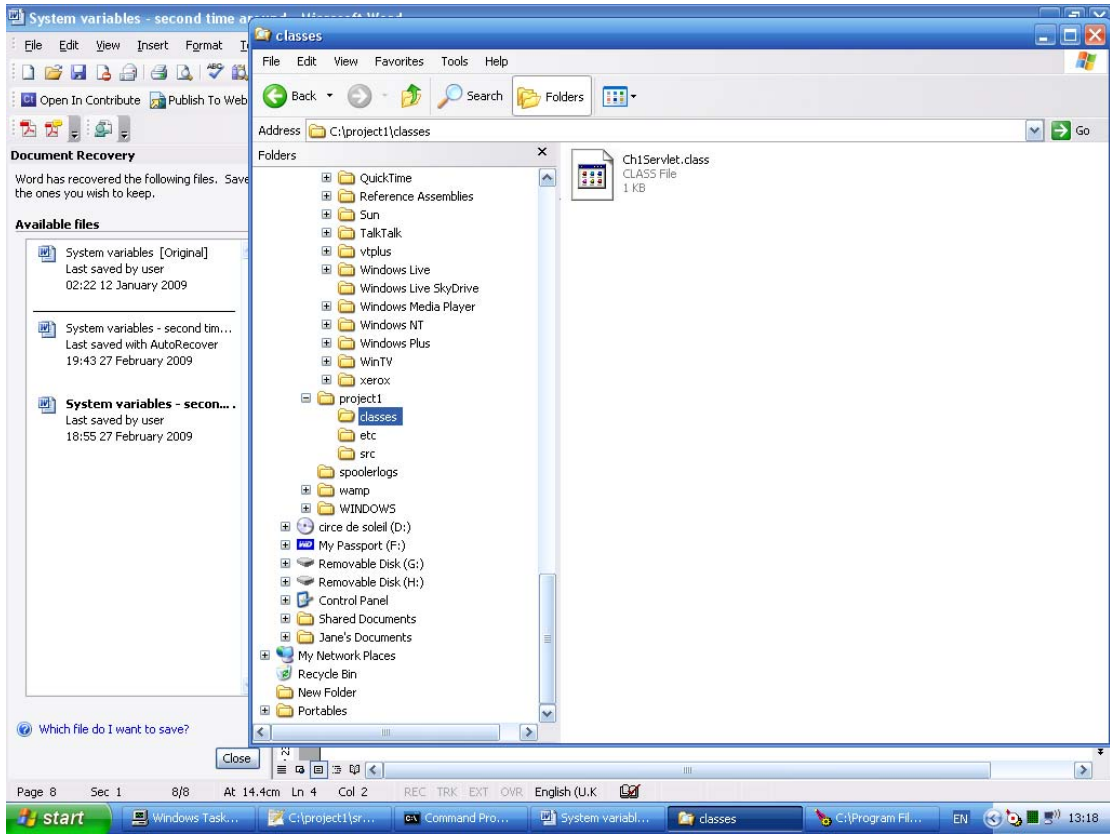 System variables - second time
File Edit View Insert Format
Open In Contribute Publish To Web
Document Recovery
Word has recovered the following files. Save
the ones you wish to keep.
Available files
System variables [Original]
Last saved by user
02:22 12 January 2009
System variables - second tim...
Last saved with AutoRecover
19:43 27 February 2009
System variables - secon....
Last saved by user
18:55 27 February 2009
Which file do I want to save?
Close
classes
File Edit View Favorites Tools Help
Back Search Folders
Address C:\project1\classes Go
Folders
QuickTime
Reference Assemblies
Sun
TalkTalk
vtplus
Windows Live
Windows Live SkyDrive
Windows Media Player
Windows NT
Windows Plus
WinTV
xerox
project1
classes
etc
src
spoolerlogs
wamp
WINDOWS
circe de soleil (D:)
My Passport (F:)
Removable Disk (G:)
Removable Disk (H:)
Control Panel
Shared Documents
Jane's Documents
My Network Places
Recycle Bin
New Folder
Portables
Ch1Servlet.class
CLASS File
1 KB
Page 8 Sec 1 8/8 At 14.4cm Ln 4 Col 2 REC TRK EXT OVR English (U.K
start Windows Task... C:\project1\sr... Command Pro... System variabl... classes C:\Program Fil... EN 13:18